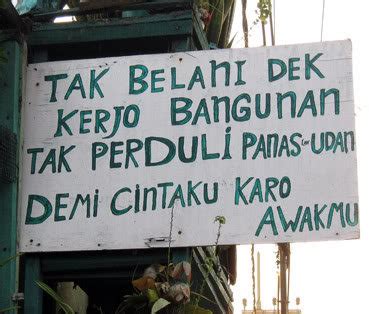 TAK BELANI DEK
KERJO BANGUNAN
TAK PERDULI PANAS-UDAN
DEMI CINTAKU KARO
AWAKMU